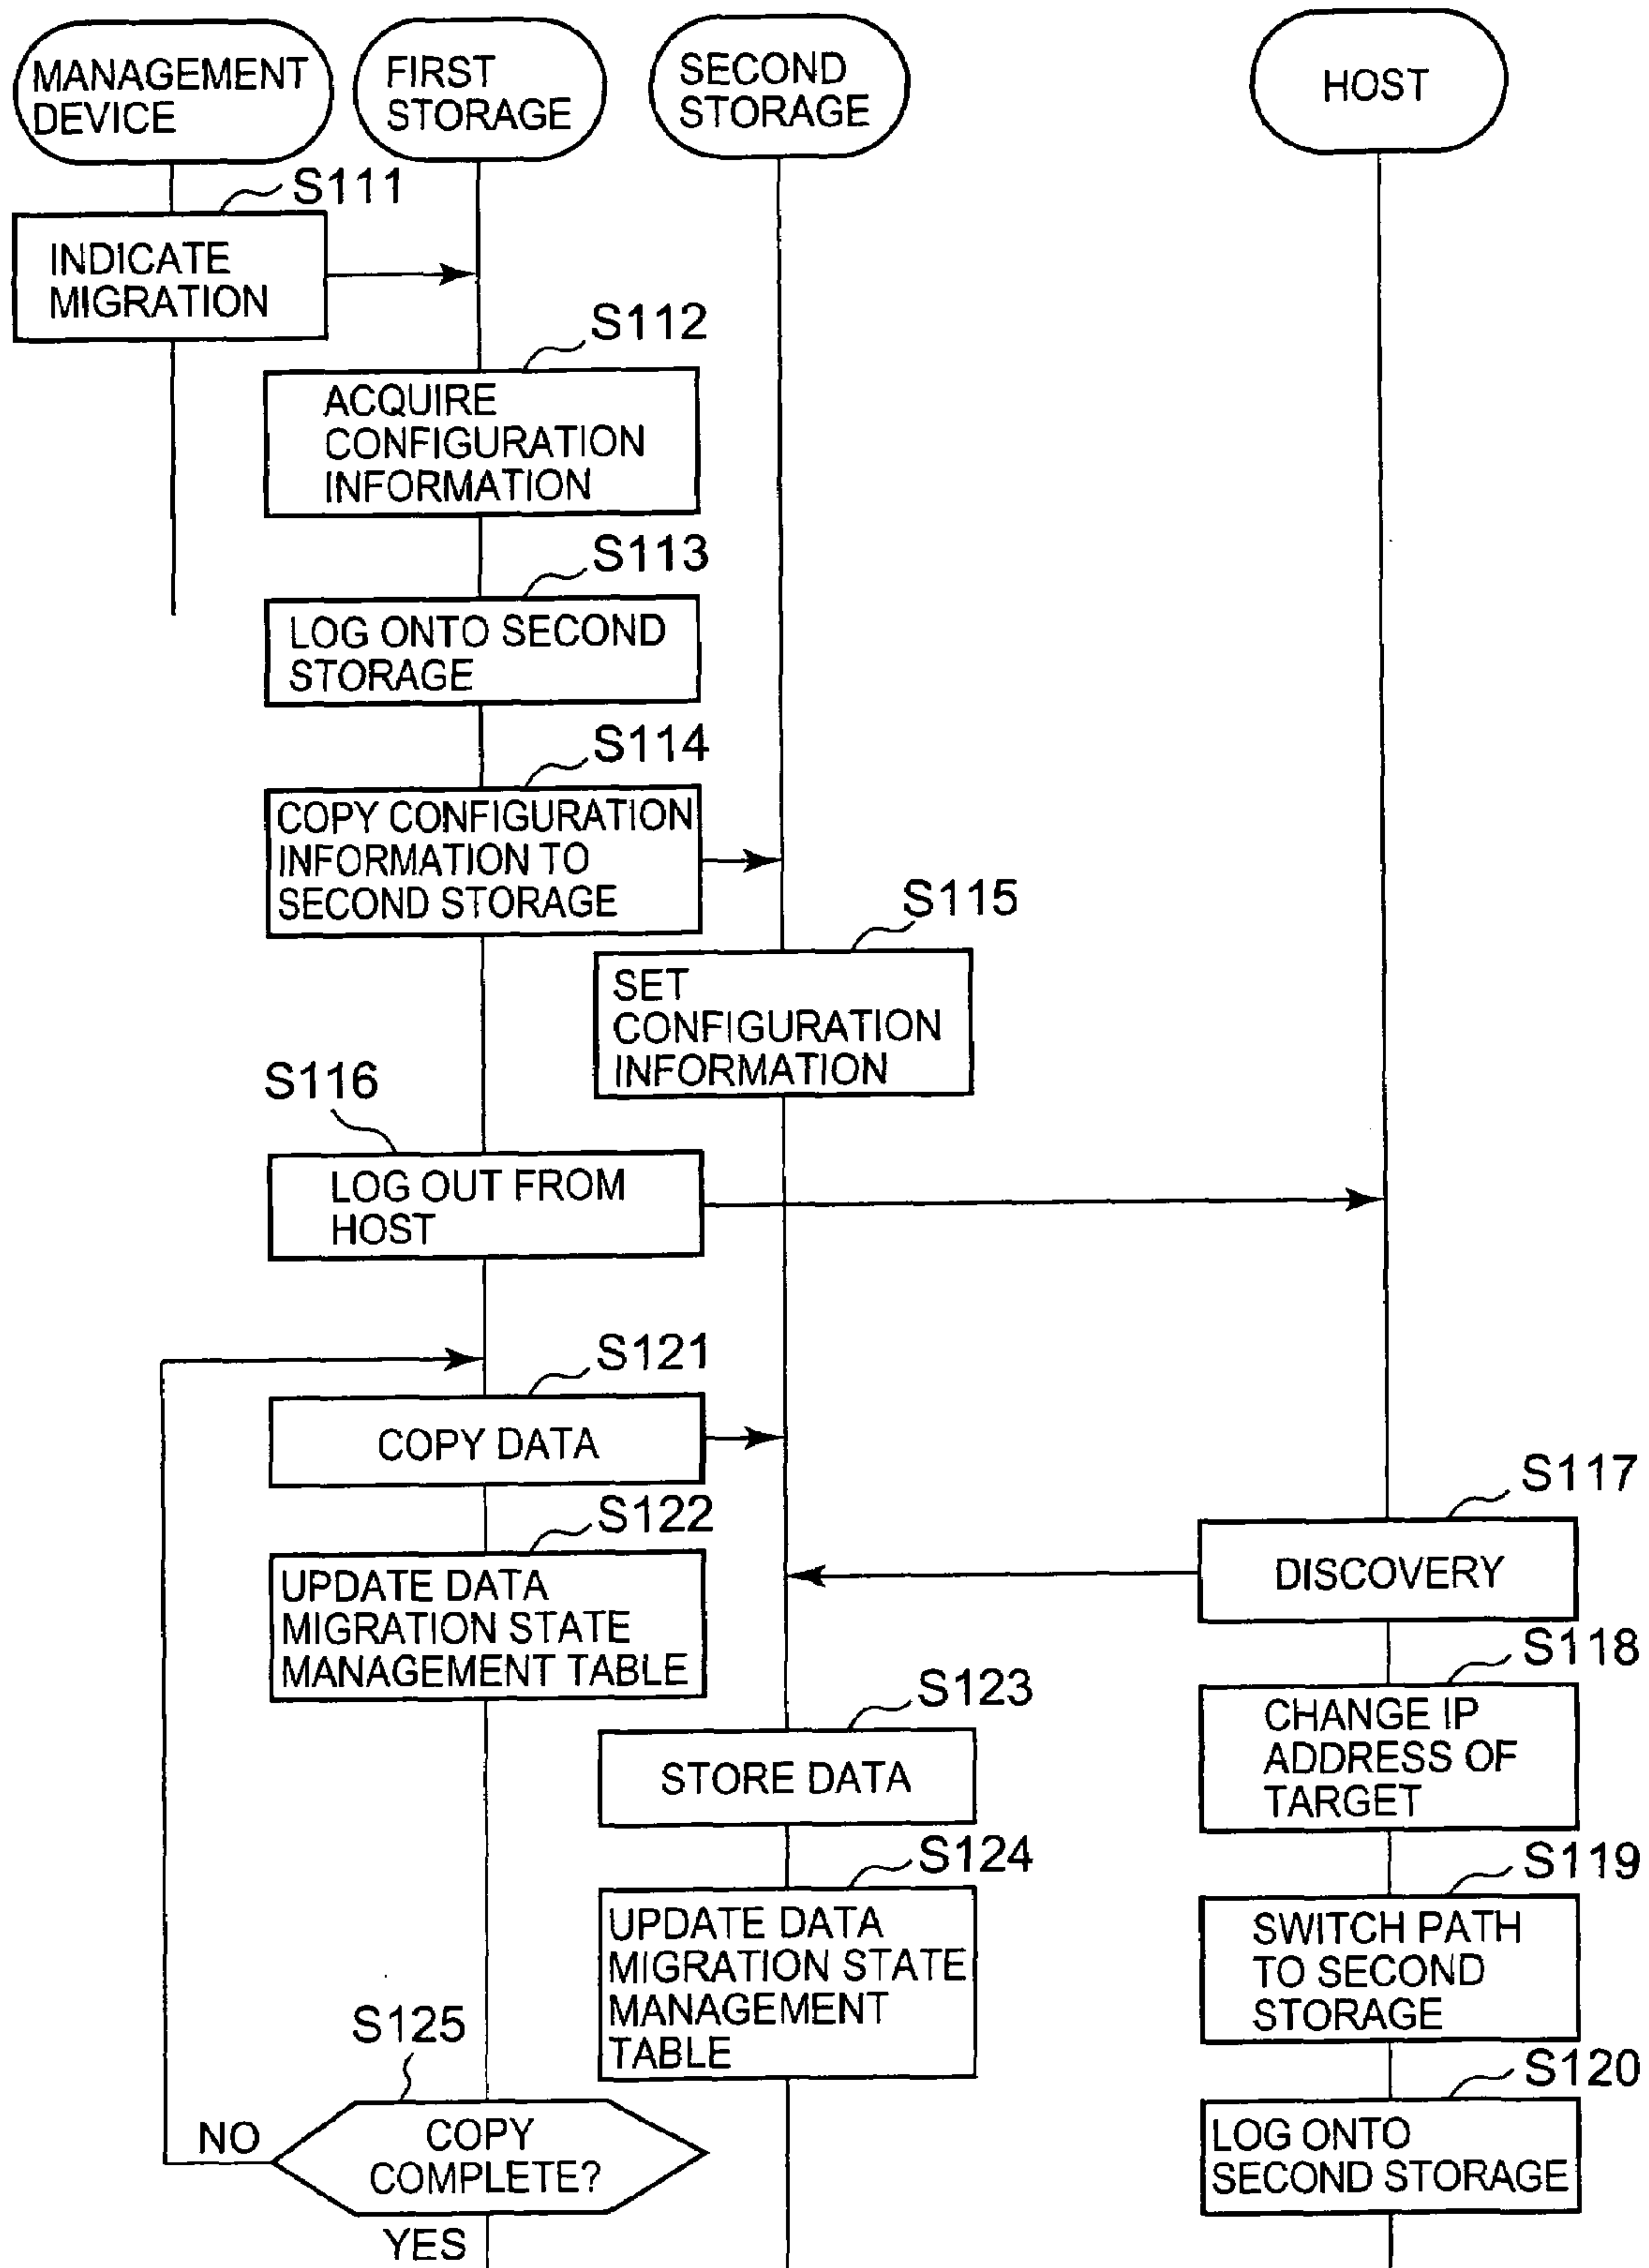 MANAGEMENT
DEVICE
FIRST
STORAGE
SECOND
STORAGE
HOST
S111
INDICATE
MIGRATION
S112
ACQUIRE
CONFIGURATION
INFORMATION
S113
LOG ONTO SECOND
STORAGE
S114
COPY CONFIGURATION
INFORMATION TO
SECOND STORAGE
S115
SET
CONFIGURATION
INFORMATION
S116
LOG OUT FROM
HOST
S121
COPY DATA
S117
DISCOVERY
S122
UPDATE DATA
MIGRATION STATE
MANAGEMENT TABLE
S118
CHANGE IP
ADDRESS OF
TARGET
S123
STORE DATA
S124
UPDATE DATA
MIGRATION STATE
MANAGEMENT
TABLE
S119
SWITCH PATH
TO SECOND
STORAGE
S125
COPY
COMPLETE?
NO
YES
S120
LOG ONTO
SECOND STORAGE